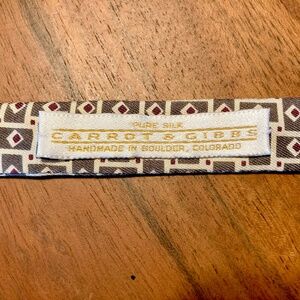 PURE SILK
CARROT & GIBBS
HANDMADE IN BOULDER, COLORADO